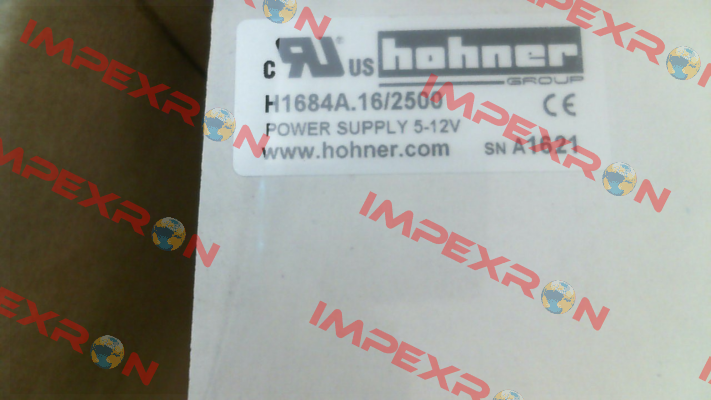 c RU US hohner
GROUP
H1684A.16/2500 CE
POWER SUPPLY 5-12V
www.hohner.com SN A1621
IMPEXRON
IMPEXRON
IMPEXRON
IMPEXRON
IMPEXRON
IMPEXRON